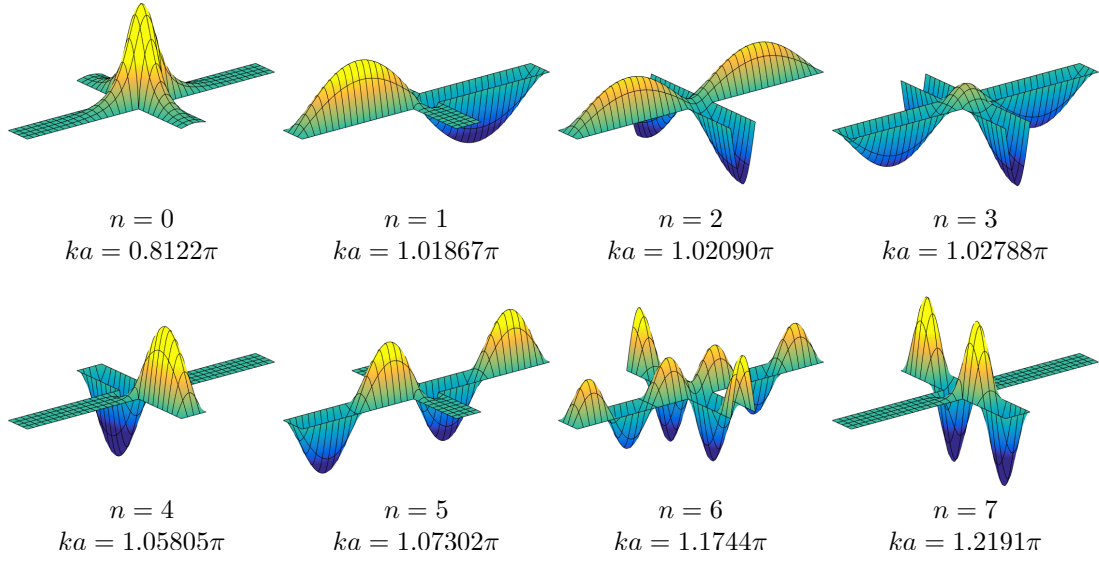 n = 0
ka = 0.8122π
n = 1
ka = 1.01867π
n = 2
ka = 1.02090π
n = 3
ka = 1.02788π
n = 4
ka = 1.05805π
n = 5
ka = 1.07302π
n = 6
ka = 1.1744π
n = 7
ka = 1.2191π